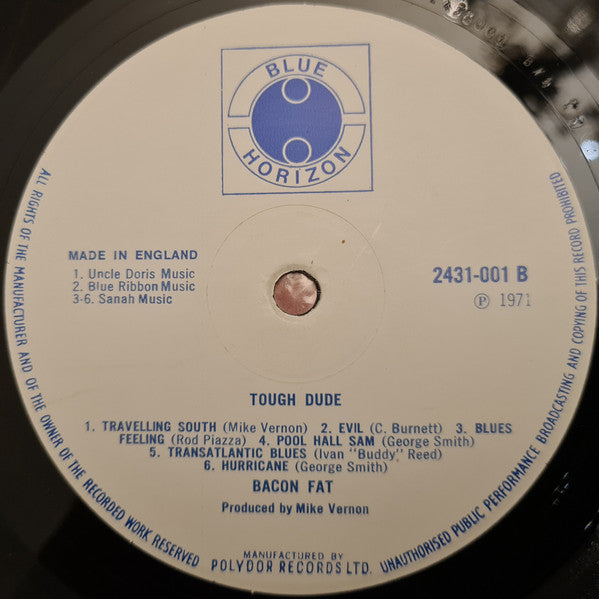 BLUE
HORIZON
MADE IN ENGLAND
1. Uncle Doris Music
2. Blue Ribbon Music
3-6. Sanah Music
2431-001 B
Ⓟ 1971
TOUGH DUDE
1. TRAVELLING SOUTH (Mike Vernon) 2. EVIL (C. Burnett) 3. BLUES
FEELING (Rod Piazza) 4. POOL HALL SAM (George Smith)
5. TRANSATLANTIC BLUES (Ivan "Buddy" Reed)
6. HURRICANE (George Smith)
BACON FAT
Produced by Mike Vernon
MANUFACTURED BY
POLYDOR RECORDS LTD.
ALL RIGHTS OF THE MANUFACTURER AND OF THE OWNER OF THE RECORDED WORK RESERVED
UNAUTHORISED PUBLIC PERFORMANCE BROADCASTING AND COPYING OF THIS RECORD PROHIBITED